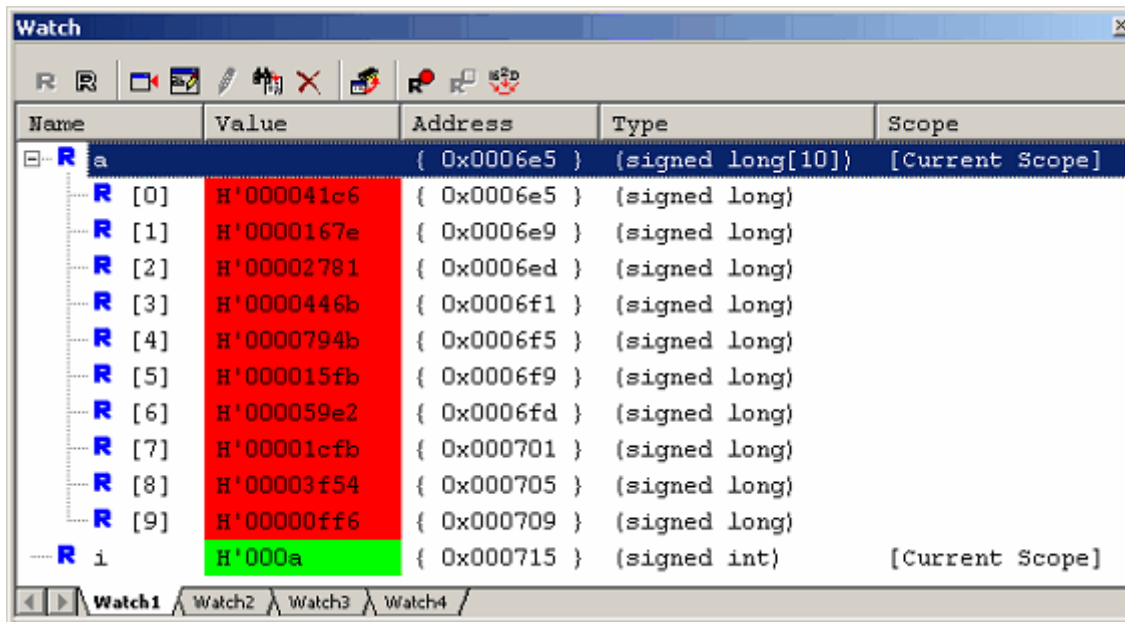 Watch
R R R R 16 2 D
Name Value Address Type Scope
R a { 0x0006e5 } (signed long[10]) [Current Scope]
R [0] H'000041c6 { 0x0006e5 } (signed long)
R [1] H'0000167e { 0x0006e9 } (signed long)
R [2] H'00002781 { 0x0006ed } (signed long)
R [3] H'0000446b { 0x0006f1 } (signed long)
R [4] H'0000794b { 0x0006f5 } (signed long)
R [5] H'000015fb { 0x0006f9 } (signed long)
R [6] H'000059e2 { 0x0006fd } (signed long)
R [7] H'00001cfb { 0x000701 } (signed long)
R [8] H'00003f54 { 0x000705 } (signed long)
R [9] H'00000ff6 { 0x000709 } (signed long)
R i H'000a { 0x000715 } (signed int) [Current Scope]
Watch1 Watch2 Watch3 Watch4